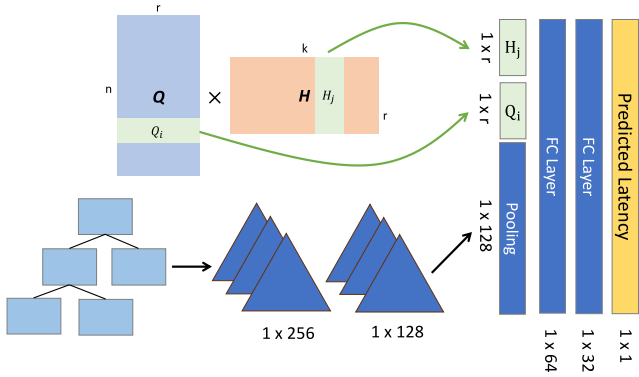 r
n
Q
Q_i
×
k
H
H_j
r
1 x r
H_j
1 x r
Q_i
1 x 128
Pooling
FC Layer
FC Layer
Predicted Latency
1 x 256
1 x 128
1 x 64
1 x 32
1 x 1